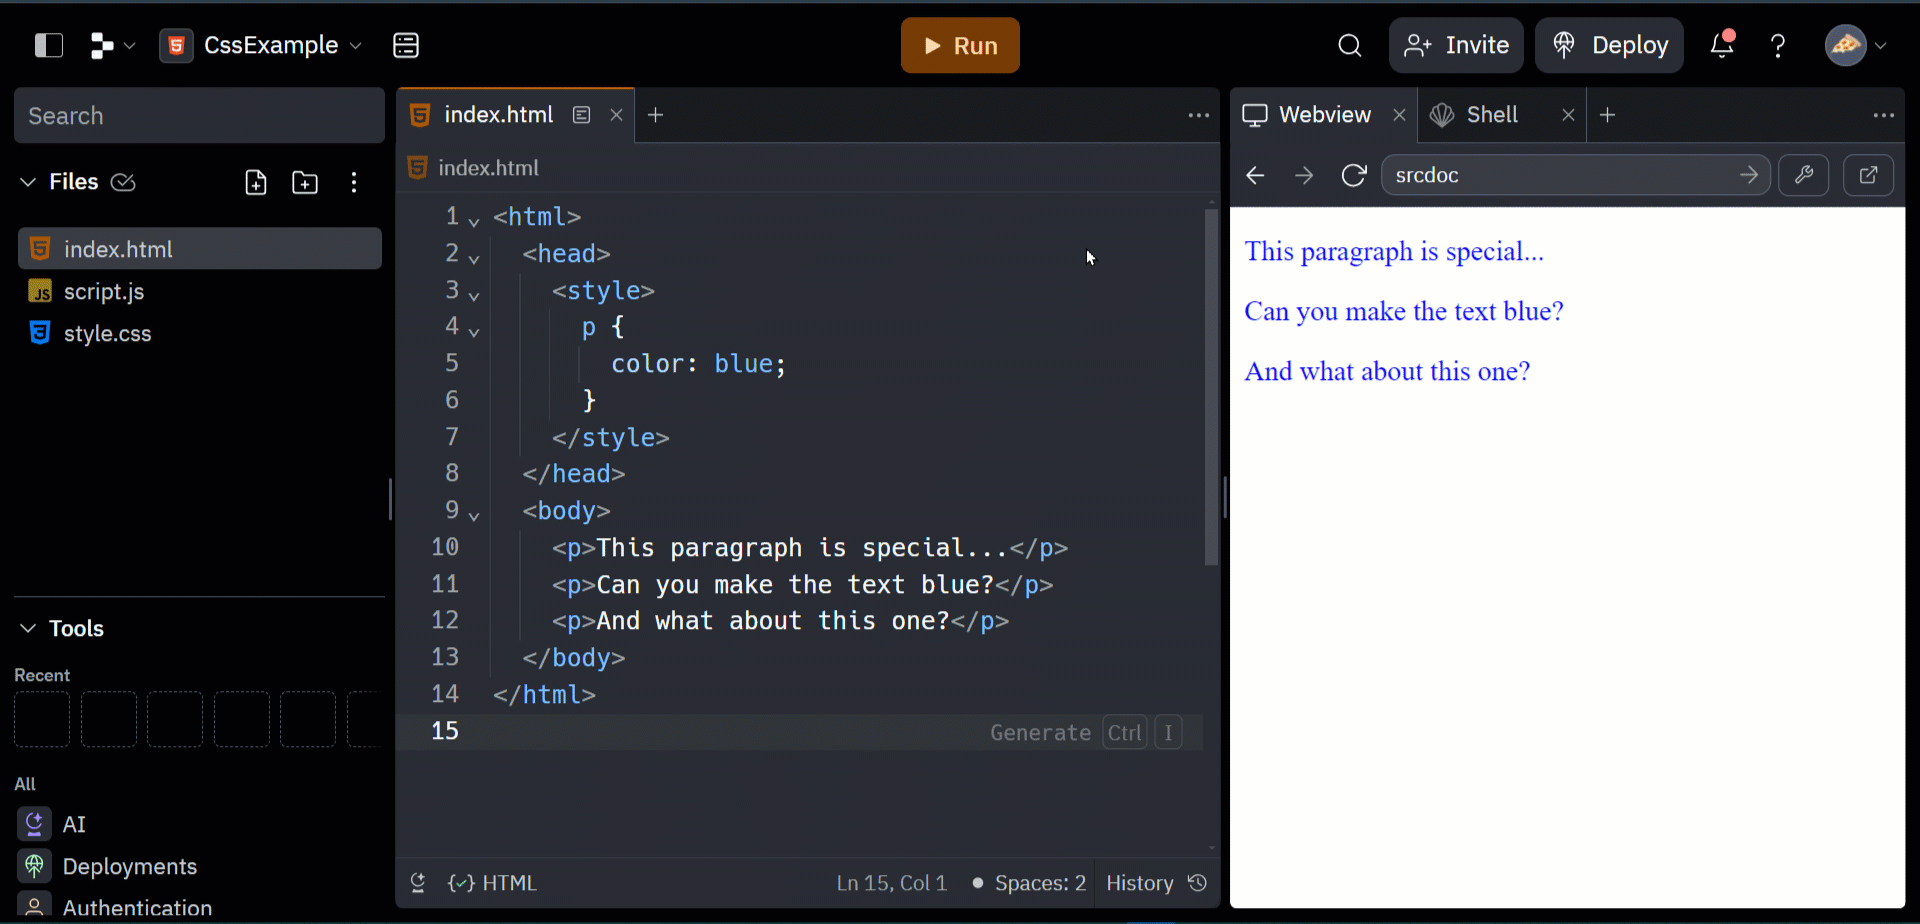 CssExample
Run
Invite
Deploy
Search
Files
index.html
script.js
style.css
Tools
Recent
All
AI
Deployments
Authentication
index.html
index.html
1 <html>
2 <head>
3 <style>
4 p {
5 color: blue;
6 }
7 </style>
8 </head>
9 <body>
10 <p>This paragraph is special...</p>
11 <p>Can you make the text blue?</p>
12 <p>And what about this one?</p>
13 </body>
14 </html>
15 Generate Ctrl I
{✓} HTML
Ln 15, Col 1
Spaces: 2
History
Webview
Shell
srcdoc
This paragraph is special...
Can you make the text blue?
And what about this one?